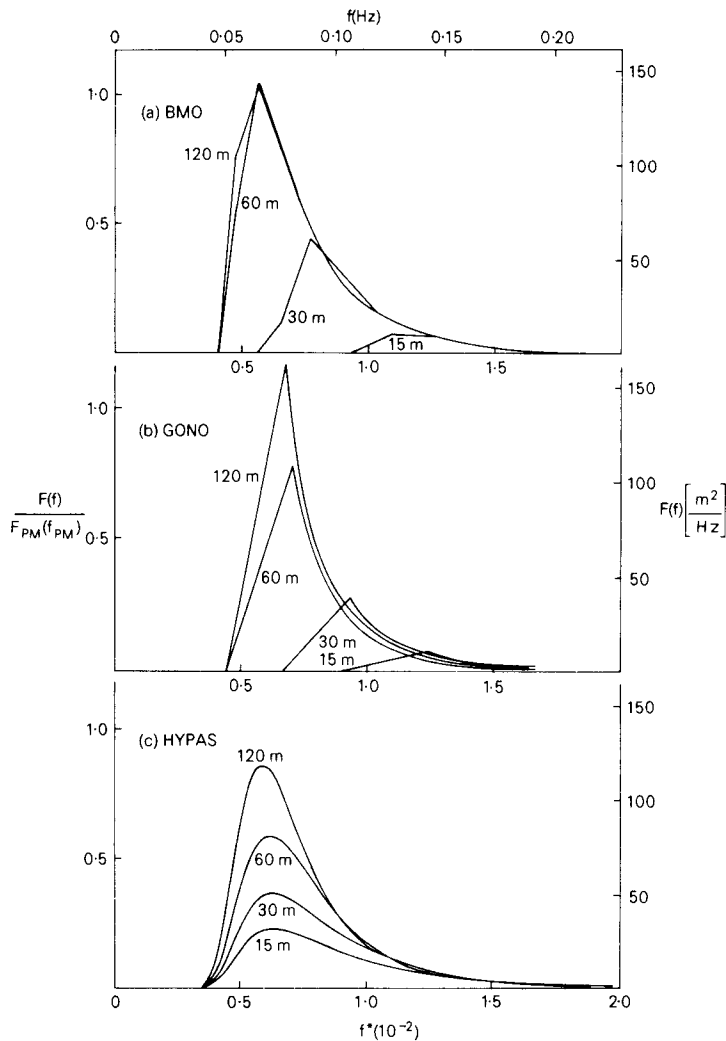 f(Hz)
0 0·05 0·10 0·15 0·20
1·0
0·5
(a) BMO
120 m
60 m
30 m
15 m
150
100
50
0·5 1·0 1·5
1·0
0·5
(b) GONO
120 m
60 m
30 m
15 m
150
100
50
F(f)
F_PM(f_PM)
F(f) [m²
Hz]
0·5 1·0 1·5
1·0
0·5
(c) HYPAS
120 m
60 m
30 m
15 m
150
100
50
0 0·5 1·0 1·5 2·0
f*(10⁻²)